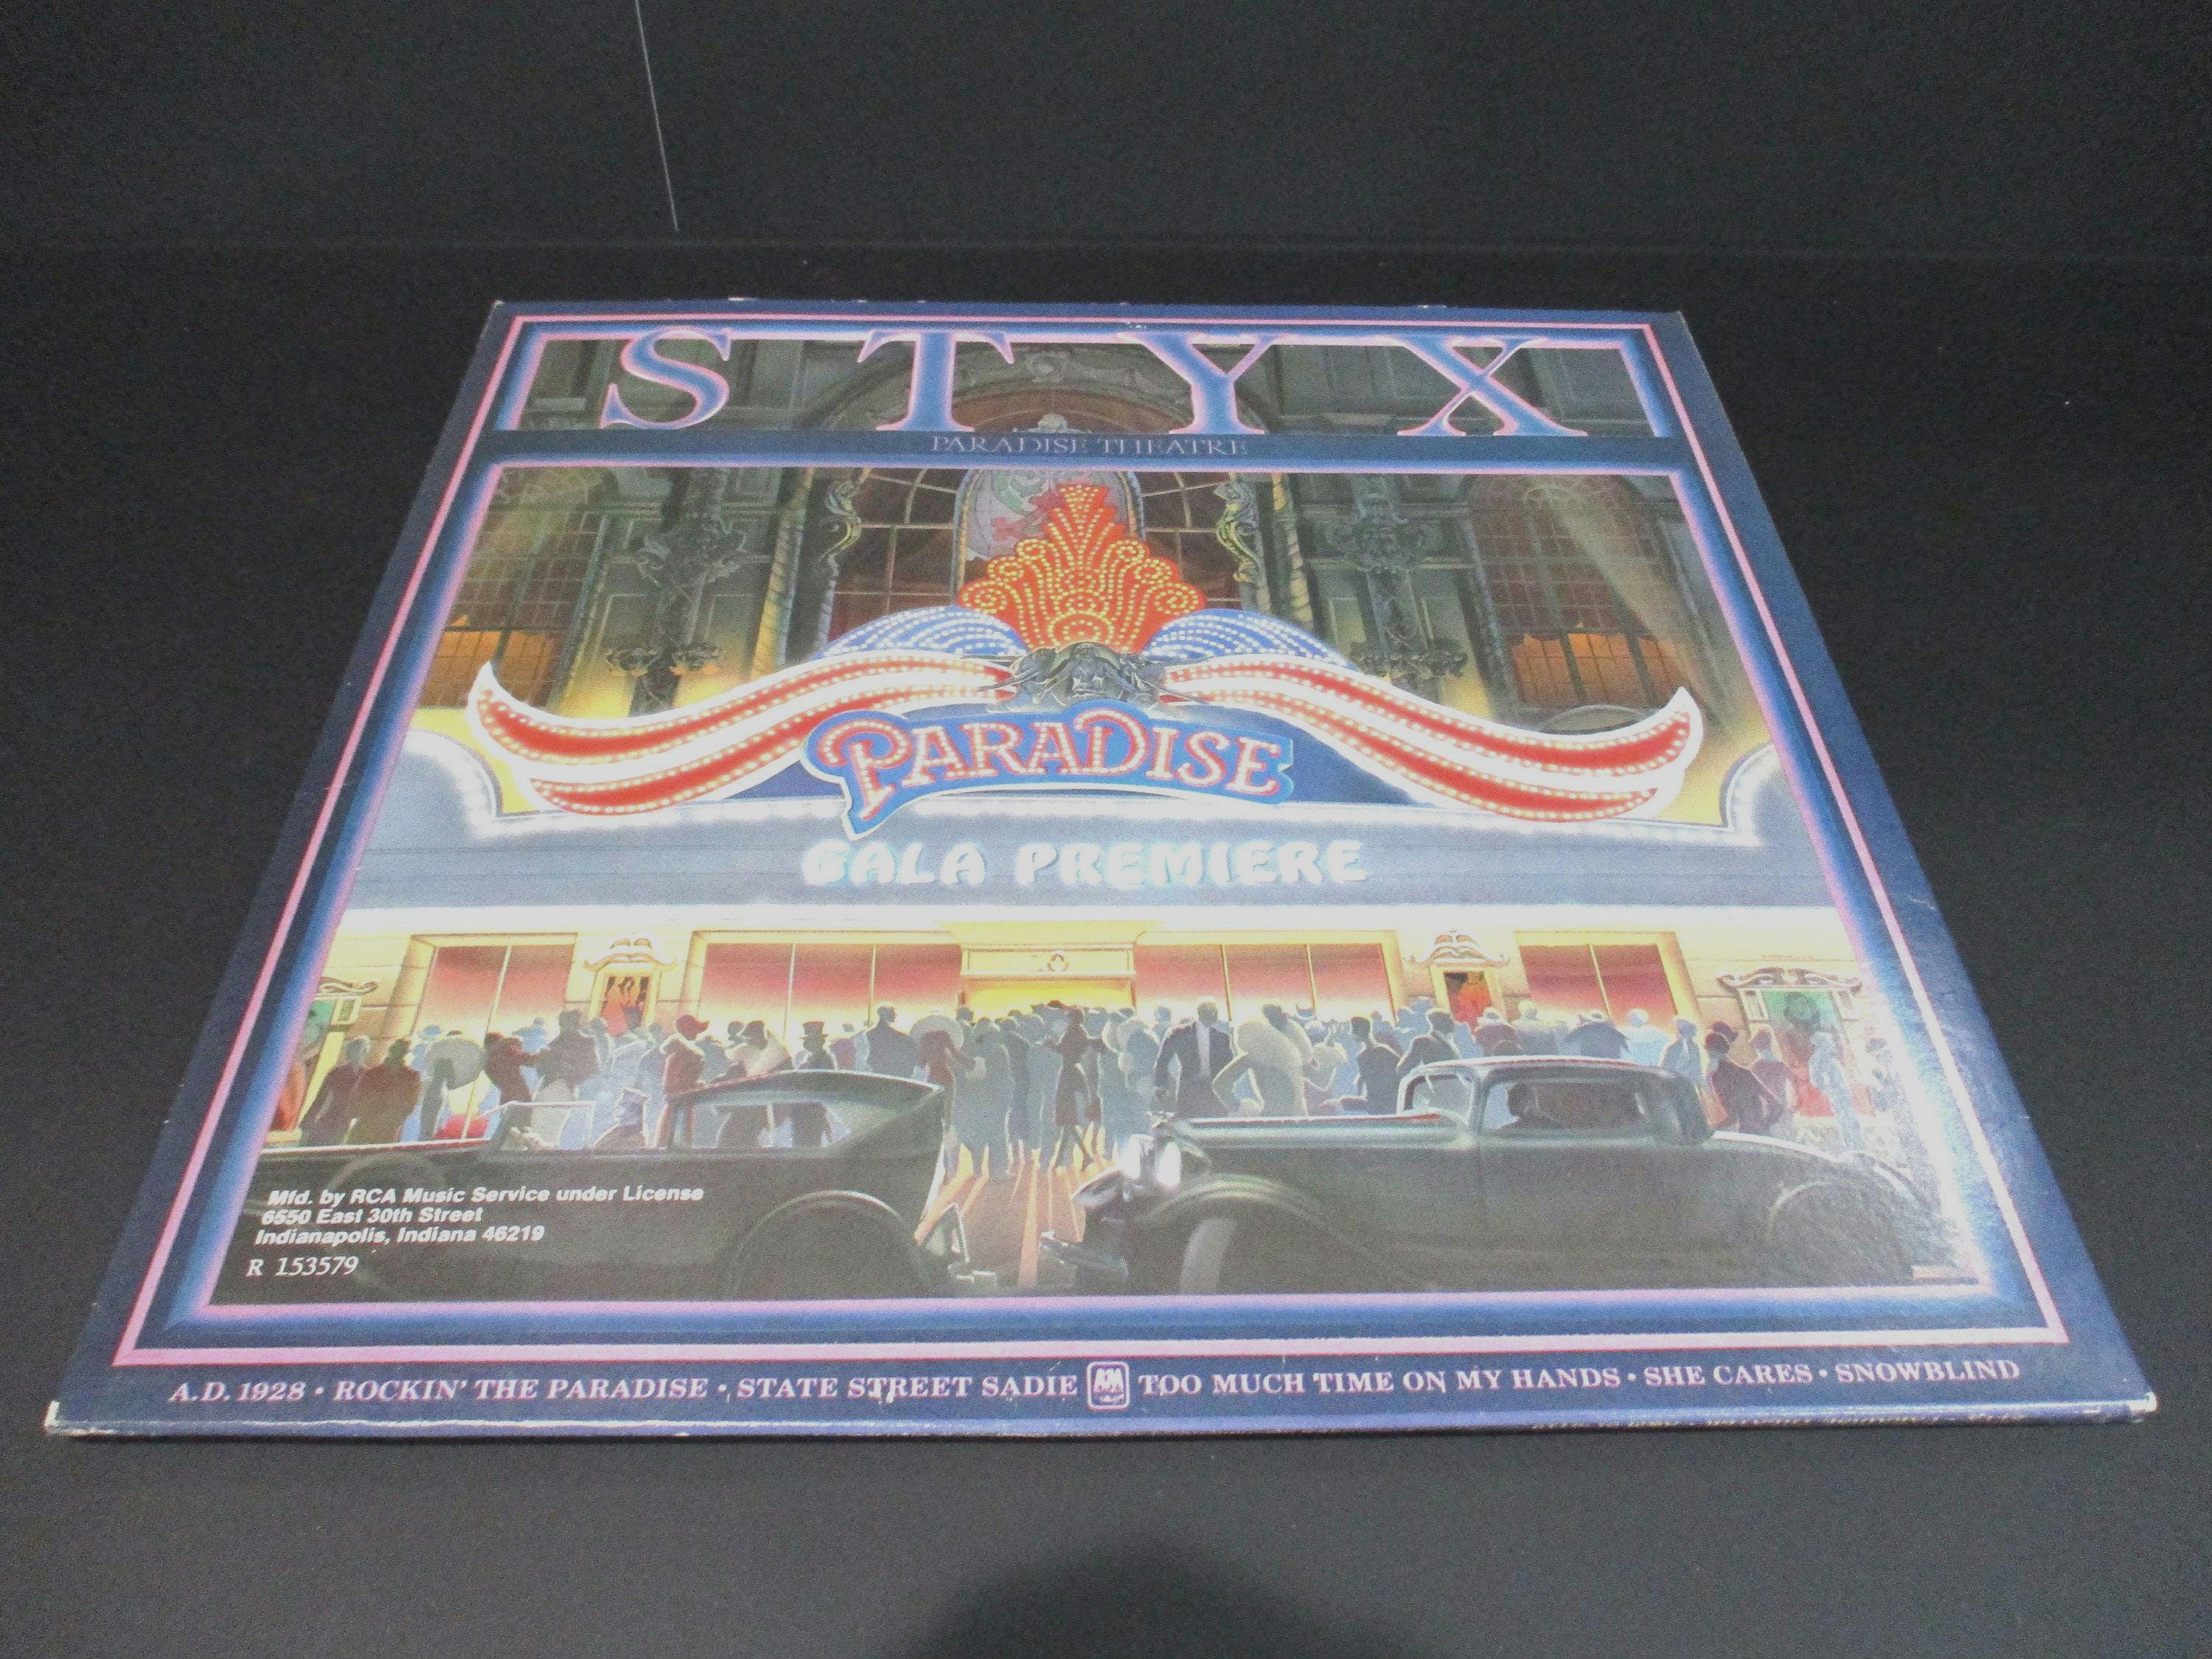 STYX
PARADISE THEATRE
PARADISE
GALA PREMIERE
Mfd. by RCA Music Service under License
6550 East 30th Street
Indianapolis, Indiana 46219
R 153579
A.D. 1928 • ROCKIN' THE PARADISE • STATE STREET SADIE A&M TOO MUCH TIME ON MY HANDS • SHE CARES • SNOWBLIND